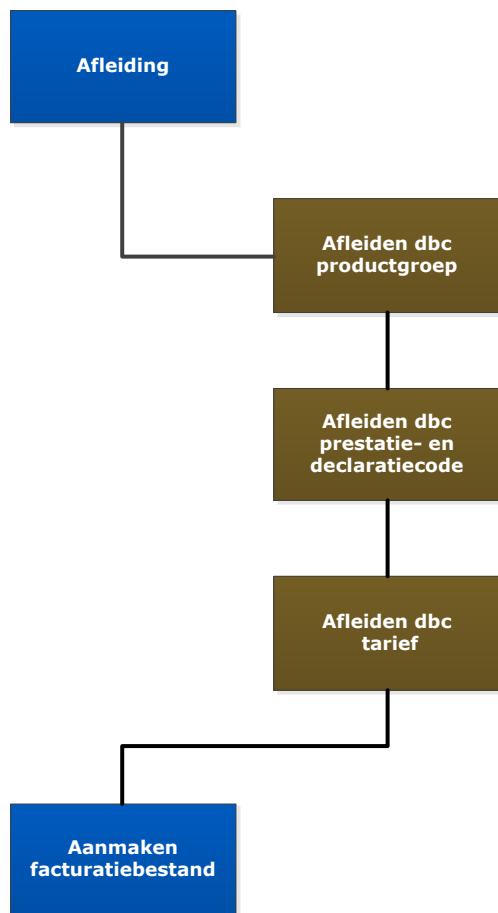 Afleiding
Afleiden dbc
productgroep
Afleiden dbc
prestatie- en
declaratiecode
Afleiden dbc
tarief
Aanmaken
facturatiebestand